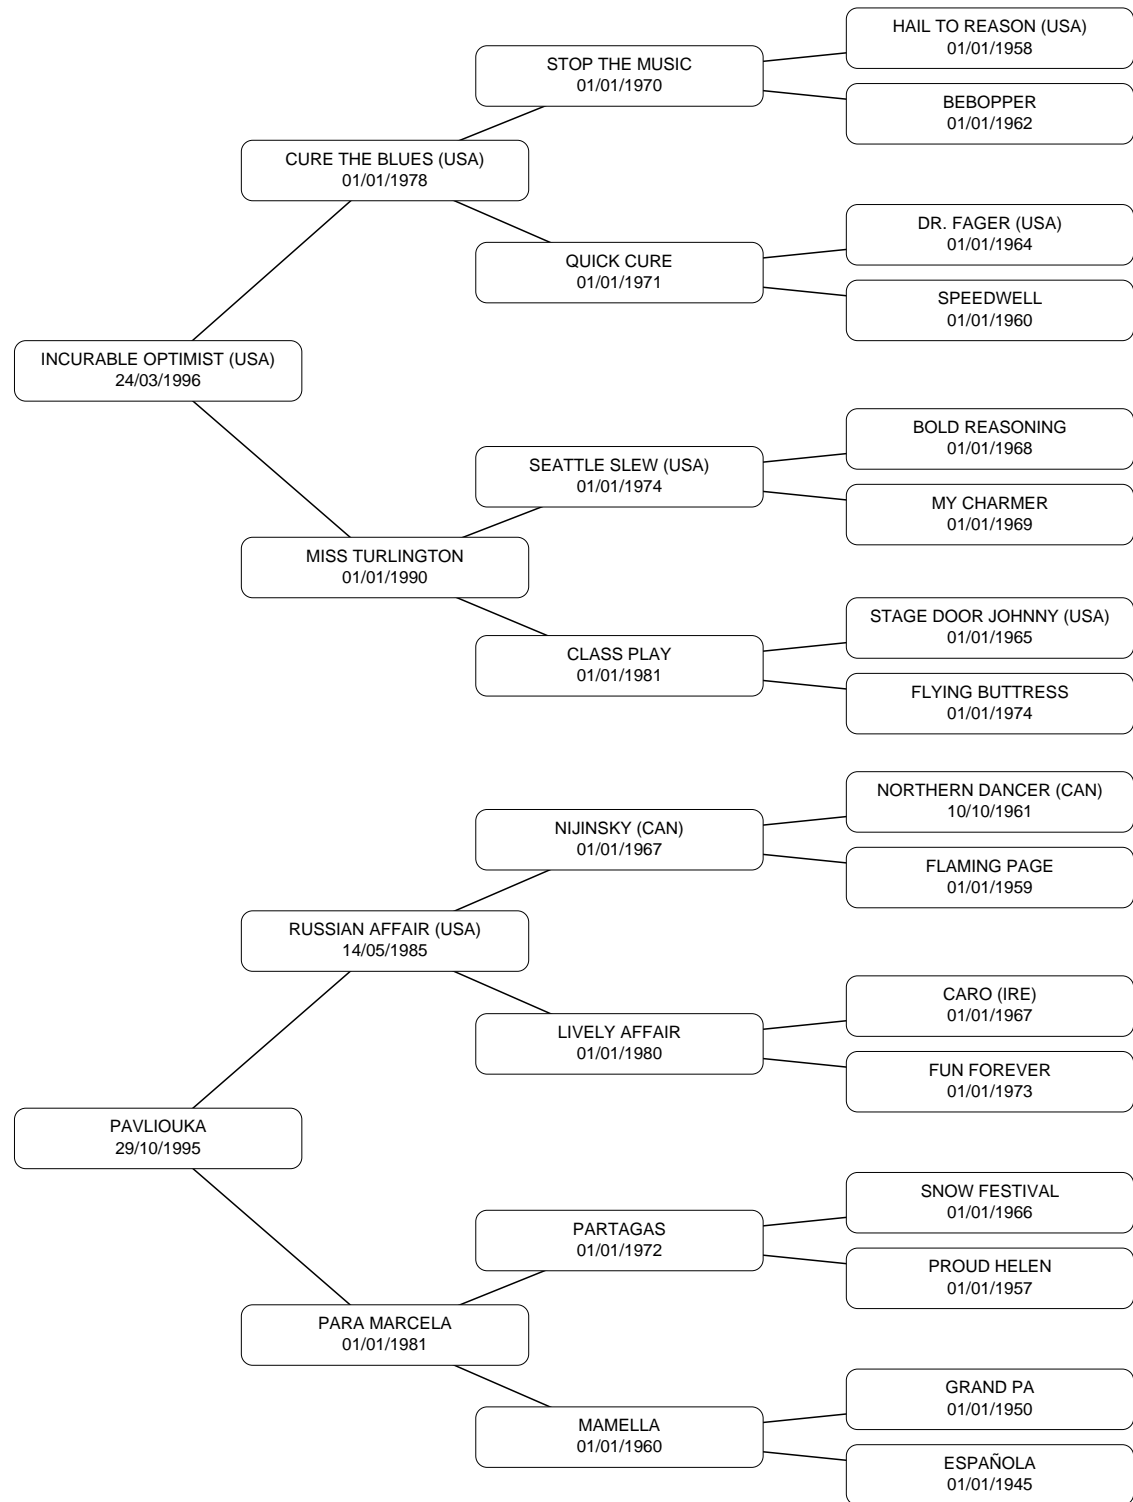 HAIL TO REASON (USA)
01/01/1958
STOP THE MUSIC
01/01/1970
BEBOPPER
01/01/1962
CURE THE BLUES (USA)
01/01/1978
DR. FAGER (USA)
01/01/1964
QUICK CURE
01/01/1971
SPEEDWELL
01/01/1960
INCURABLE OPTIMIST (USA)
24/03/1996
BOLD REASONING
01/01/1968
SEATTLE SLEW (USA)
01/01/1974
MY CHARMER
01/01/1969
MISS TURLINGTON
01/01/1990
STAGE DOOR JOHNNY (USA)
01/01/1965
CLASS PLAY
01/01/1981
FLYING BUTTRESS
01/01/1974
NORTHERN DANCER (CAN)
10/10/1961
NIJINSKY (CAN)
01/01/1967
FLAMING PAGE
01/01/1959
RUSSIAN AFFAIR (USA)
14/05/1985
CARO (IRE)
01/01/1967
LIVELY AFFAIR
01/01/1980
FUN FOREVER
01/01/1973
PAVLIOUKA
29/10/1995
SNOW FESTIVAL
01/01/1966
PARTAGAS
01/01/1972
PROUD HELEN
01/01/1957
PARA MARCELA
01/01/1981
GRAND PA
01/01/1950
MAMELLA
01/01/1960
ESPAÑOLA
01/01/1945